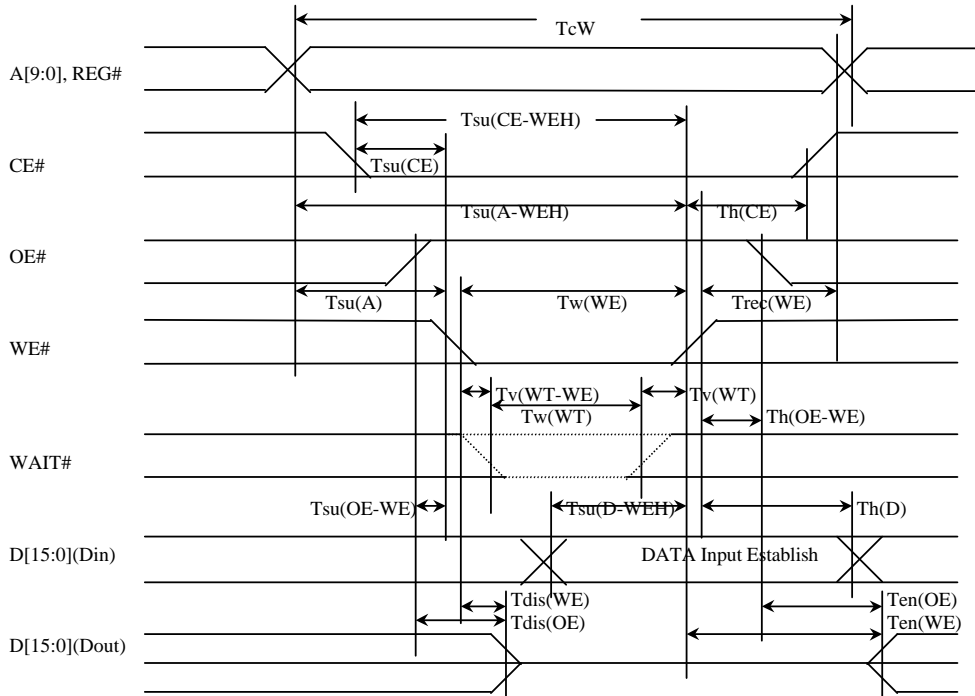 TcW
A[9:0], REG#
Tsu(CE-WEH)
CE#
Tsu(CE)
Tsu(A-WEH)
Th(CE)
OE#
Tsu(A)
Tw(WE)
Trec(WE)
WE#
Tv(WT-WE)
Tv(WT)
Tw(WT)
Th(OE-WE)
WAIT#
Tsu(OE-WE)
Tsu(D-WEH)
Th(D)
D[15:0](Din)
DATA Input Establish
Tdis(WE)
Ten(OE)
Tdis(OE)
Ten(WE)
D[15:0](Dout)